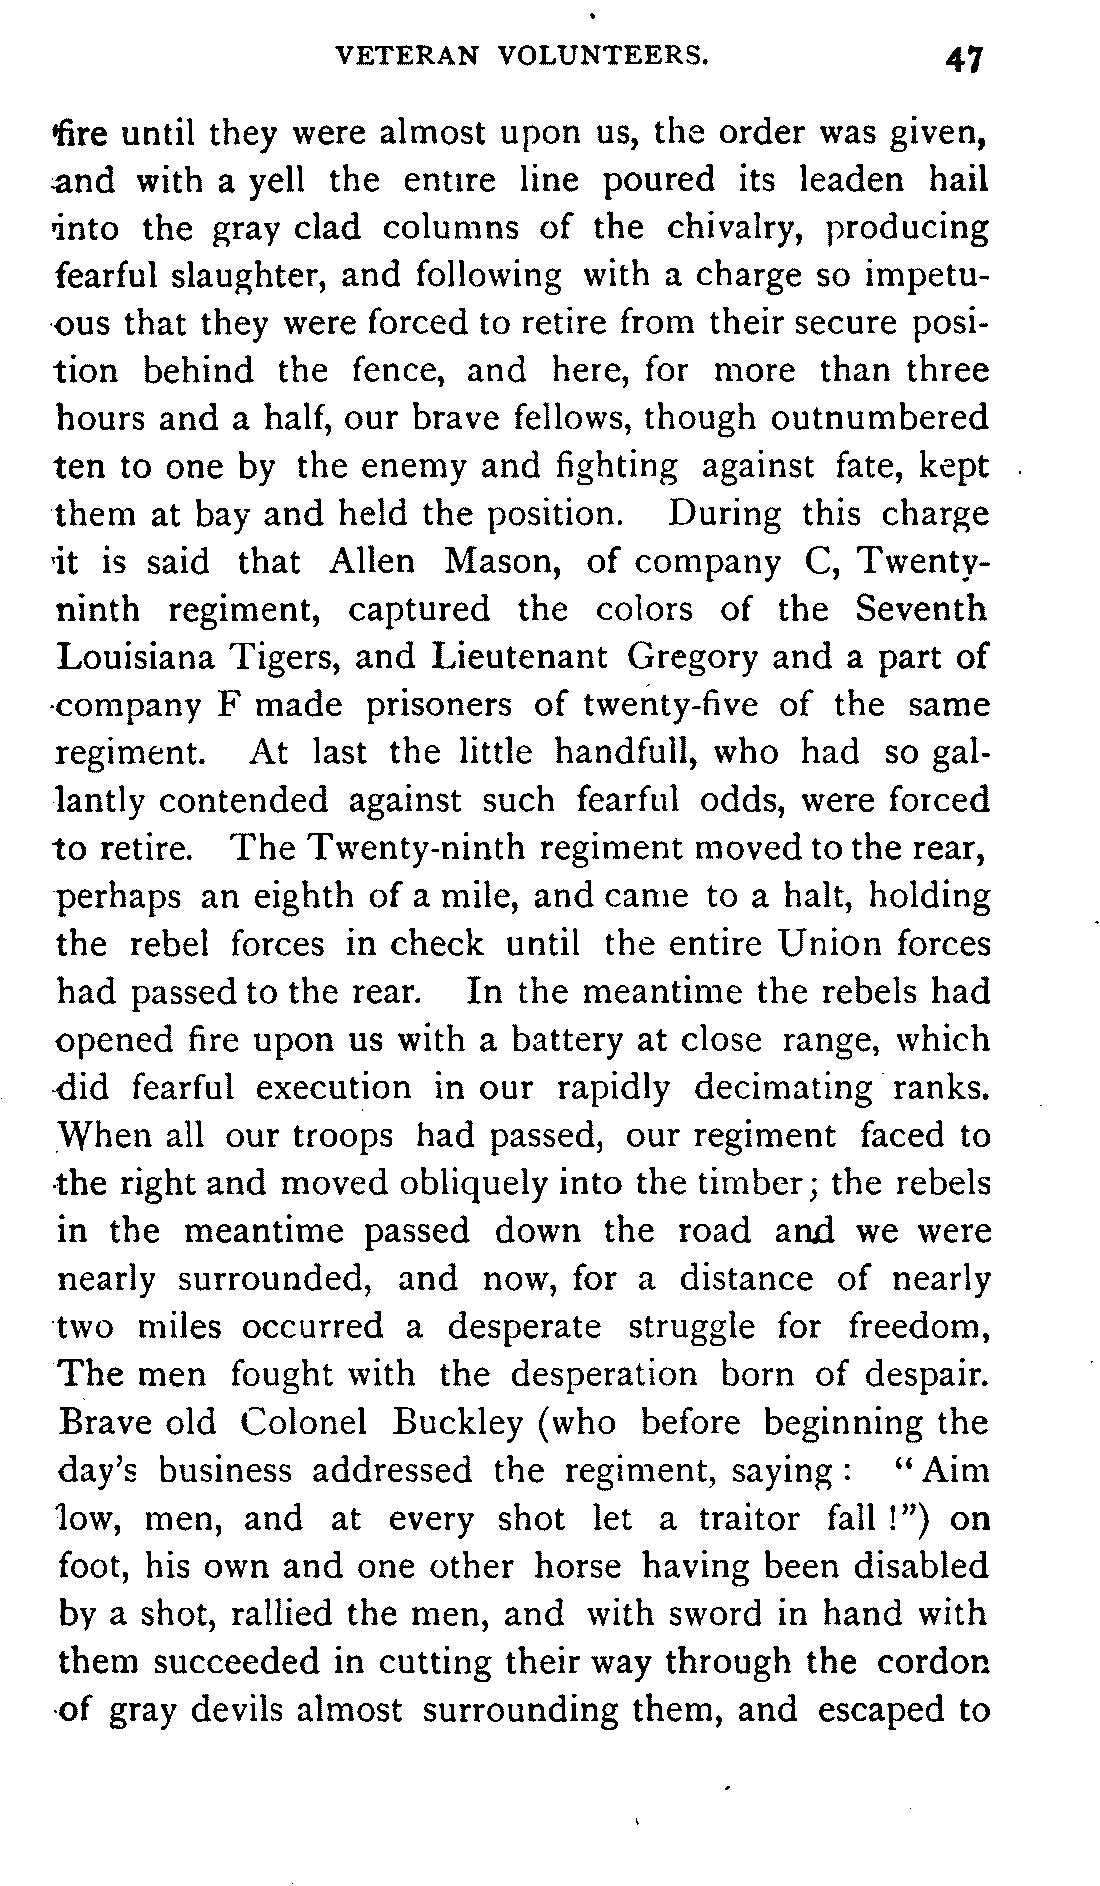 VETERAN VOLUNTEERS. 47
fire until they were almost upon us, the order was given,
and with a yell the entire line poured its leaden hail
into the gray clad columns of the chivalry, producing
fearful slaughter, and following with a charge so impetu-
ous that they were forced to retire from their secure posi-
tion behind the fence, and here, for more than three
hours and a half, our brave fellows, though outnumbered
ten to one by the enemy and fighting against fate, kept
them at bay and held the position. During this charge
it is said that Allen Mason, of company C, Twenty-
ninth regiment, captured the colors of the Seventh
Louisiana Tigers, and Lieutenant Gregory and a part of
company F made prisoners of twenty-five of the same
regiment. At last the little handfull, who had so gal-
lantly contended against such fearful odds, were forced
to retire. The Twenty-ninth regiment moved to the rear,
perhaps an eighth of a mile, and came to a halt, holding
the rebel forces in check until the entire Union forces
had passed to the rear. In the meantime the rebels had
opened fire upon us with a battery at close range, which
did fearful execution in our rapidly decimating ranks.
When all our troops had passed, our regiment faced to
the right and moved obliquely into the timber; the rebels
in the meantime passed down the road and we were
nearly surrounded, and now, for a distance of nearly
two miles occurred a desperate struggle for freedom,
The men fought with the desperation born of despair.
Brave old Colonel Buckley (who before beginning the
day's business addressed the regiment, saying : "Aim
low, men, and at every shot let a traitor fall !") on
foot, his own and one other horse having been disabled
by a shot, rallied the men, and with sword in hand with
them succeeded in cutting their way through the cordon
of gray devils almost surrounding them, and escaped to